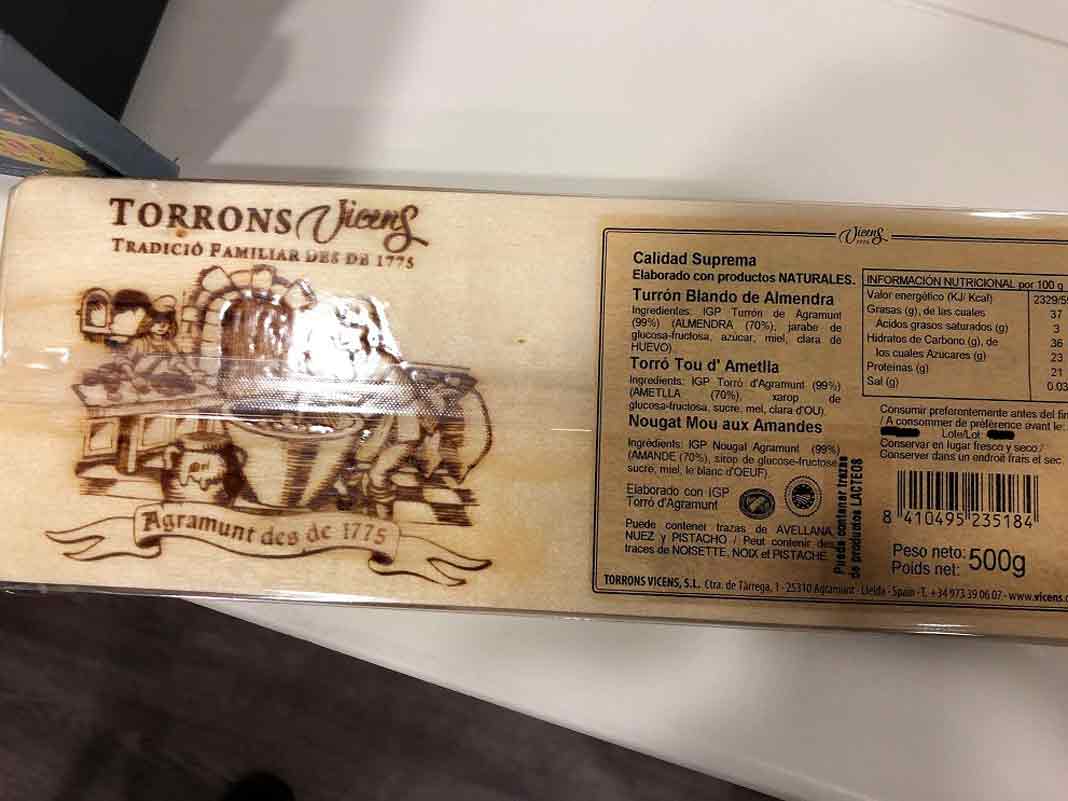 TORRONS Vicens
TRADICIÓ FAMILIAR DES DE 1775
Agramunt des de 1775
Vicens
1775
Calidad Suprema
Elaborado con productos NATURALES.
Turrón Blando de Almendra
Ingredientes: IGP Turrón de Agramunt
(99%) (ALMENDRA (70%), jarabe de
glucosa-fructosa, azúcar, miel, clara de
HUEVO)
Torró Tou d' Ametlla
Ingredients: IGP Torró d'Agramunt (99%)
(AMETLLA (70%), xarop de
glucosa-fructosa, sucre, mel, clara d'OU).
Nougat Mou aux Amandes
Ingrédients: IGP Nougat Agramunt (99%)
(AMANDE (70%), sirop de glucose-fructose
sucre, miel, le blanc d'OEUF).
Elaborado con IGP
Torró d'Agramunt
Puede contener trazas de AVELLANA
NUEZ y PISTACHO / Peut contenir des
traces de NOISETTE, NOIX et PISTACHE
Puede contener trazas
de productos LACTEOS
INFORMACIÓN NUTRICIONAL por 100 g
Valor energético (KJ/ Kcal) 2329/
Grasas (g), de las cuales 37
Ácidos grasos saturados (g) 3
Hidratos de Carbono (g), de 36
los cuales Azúcares (g) 23
Proteínas (g) 21
Sal (g) 0.03
Consumir preferentemente antes del fin
/ A consommer de préférence avant le:
Lote/Lot:
Conservar en lugar fresco y seco /
Conserver dans un endroit frais et sec.
8 410495 235184
Peso neto: 500g
Poids net:
TORRONS VICENS, S.L. Ctra. de Tàrrega, 1 - 25310 Agramunt - Lleida - Spain - T. +34 973 39 06 07 - www.vicens.